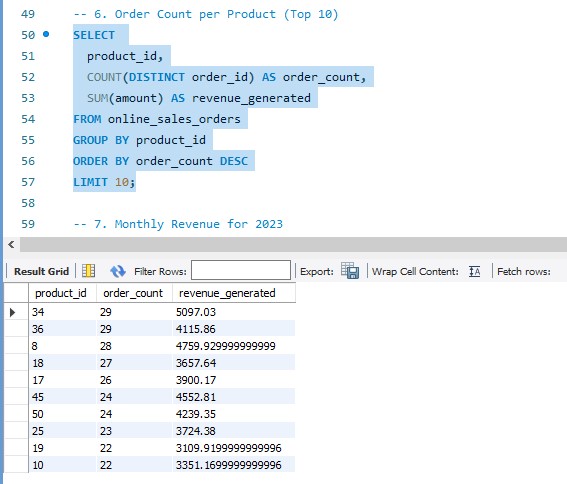 49 -- 6. Order Count per Product (Top 10)
50 SELECT
51 product_id,
52 COUNT(DISTINCT order_id) AS order_count,
53 SUM(amount) AS revenue_generated
54 FROM online_sales_orders
55 GROUP BY product_id
56 ORDER BY order_count DESC
57 LIMIT 10;
58
59 -- 7. Monthly Revenue for 2023
Result Grid Filter Rows: Export: Wrap Cell Content: Fetch rows:
product_id order_count revenue_generated
34 29 5097.03
36 29 4115.86
8 28 4759.929999999999
18 27 3657.64
17 26 3900.17
45 24 4552.81
50 24 4239.35
25 23 3724.38
19 22 3109.9199999999996
10 22 3351.1699999999996